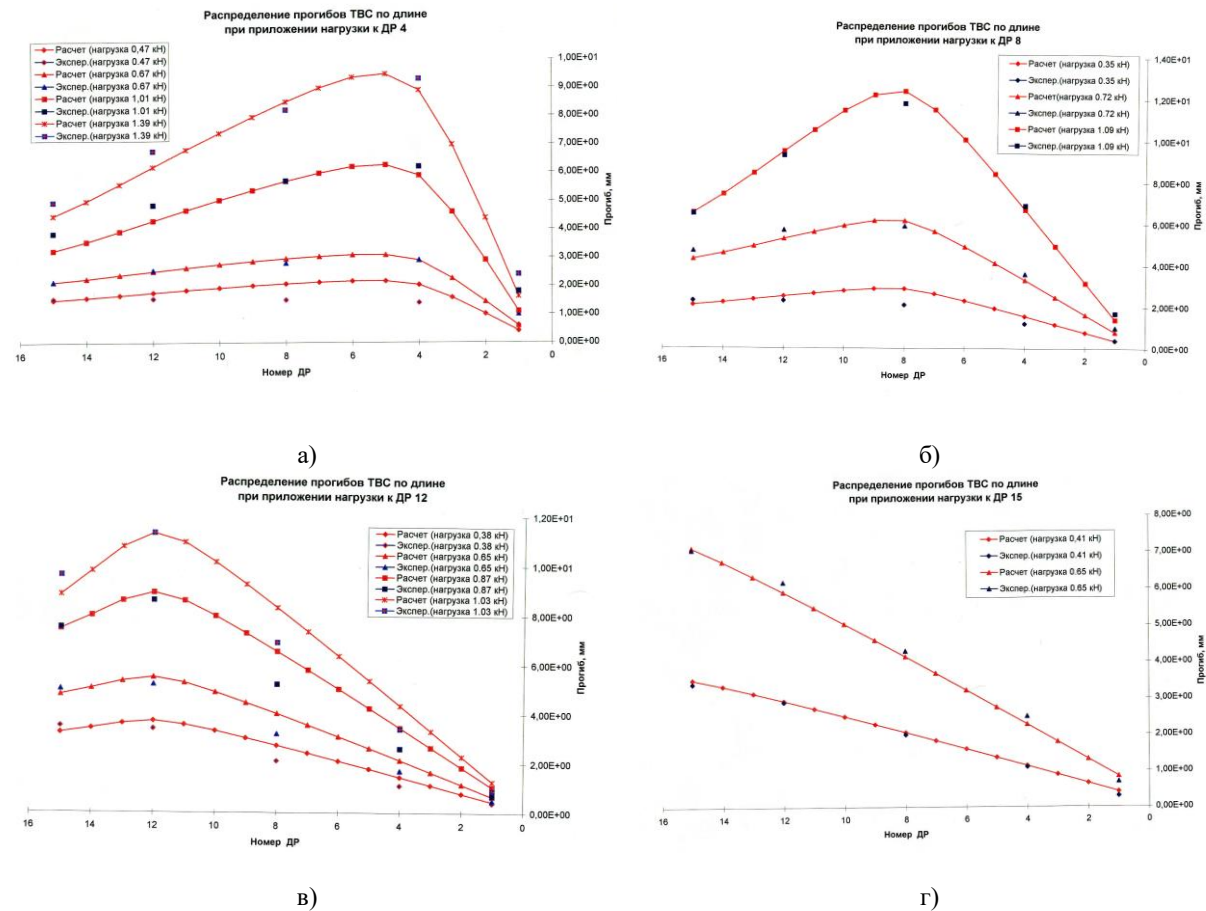 Распределение прогибов ТВС по длине
при приложении нагрузки к ДР 4
Расчет (нагрузка 0,47 кН)
Экспер.(нагрузка 0.47 кН)
Расчет (нагрузка 0.67 кН)
Экспер.(нагрузка 0.67 кН)
Расчет (нагрузка 1,01 кН)
Экспер.(нагрузка 1.01 кН)
Расчет (нагрузка 1.39 кН)
Экспер.(нагрузка 1.39 кН)
1,00E+01
9,00E+00
8,00E+00
7,00E+00
6,00E+00
5,00E+00
4,00E+00
3,00E+00
2,00E+00
1,00E+00
0,00E+00
Прогиб, мм
16 14 12 10 8 6 4 2 0
Номер ДР
а)
Распределение прогибов ТВС по длине
при приложении нагрузки к ДР 8
Расчет (нагрузка 0.35 кН)
Экспер.(нагрузка 0.35 кН)
Расчет(нагрузка 0.72 кН)
Экспер.(нагрузка 0.72 кН)
Расчет (нагрузка 1.09 кН)
Экспер.(нагрузка 1.09 кН)
1,40E+01
1,20E+01
1,00E+01
8,00E+00
6,00E+00
4,00E+00
2,00E+00
0,00E+00
Прогиб, мм
16 14 12 10 8 6 4 2 0
Номер ДР
б)
Распределение прогибов ТВС по длине
при приложении нагрузки к ДР 12
Расчет (нагрузка 0,38 кН)
Экспер.(нагрузка 0.38 кН)
Расчет (нагрузка 0.65 кН)
Экспер.(нагрузка 0.65 кН)
Расчет (нагрузка 0.87 кН)
Экспер.(нагрузка 0.87 кН)
Расчет (нагрузка 1.03 кН)
Экспер.(нагрузка 1.03 кН)
1,20E+01
1,00E+01
8,00E+00
6,00E+00
4,00E+00
2,00E+00
0,00E+00
Прогиб, мм
16 14 12 10 8 6 4 2 0
Номер ДР
в)
Распределение прогибов ТВС по длине
при приложении нагрузки к ДР 15
Расчет (нагрузка 0,41 кН)
Экспер.(нагрузка 0.41 кН)
Расчет (нагрузка 0.65 кН)
Экспер.(нагрузка 0.65 кН)
8,00E+00
7,00E+00
6,00E+00
5,00E+00
4,00E+00
3,00E+00
2,00E+00
1,00E+00
0,00E+00
Прогиб, мм
16 14 12 10 8 6 4 2 0
Номер ДР
г)